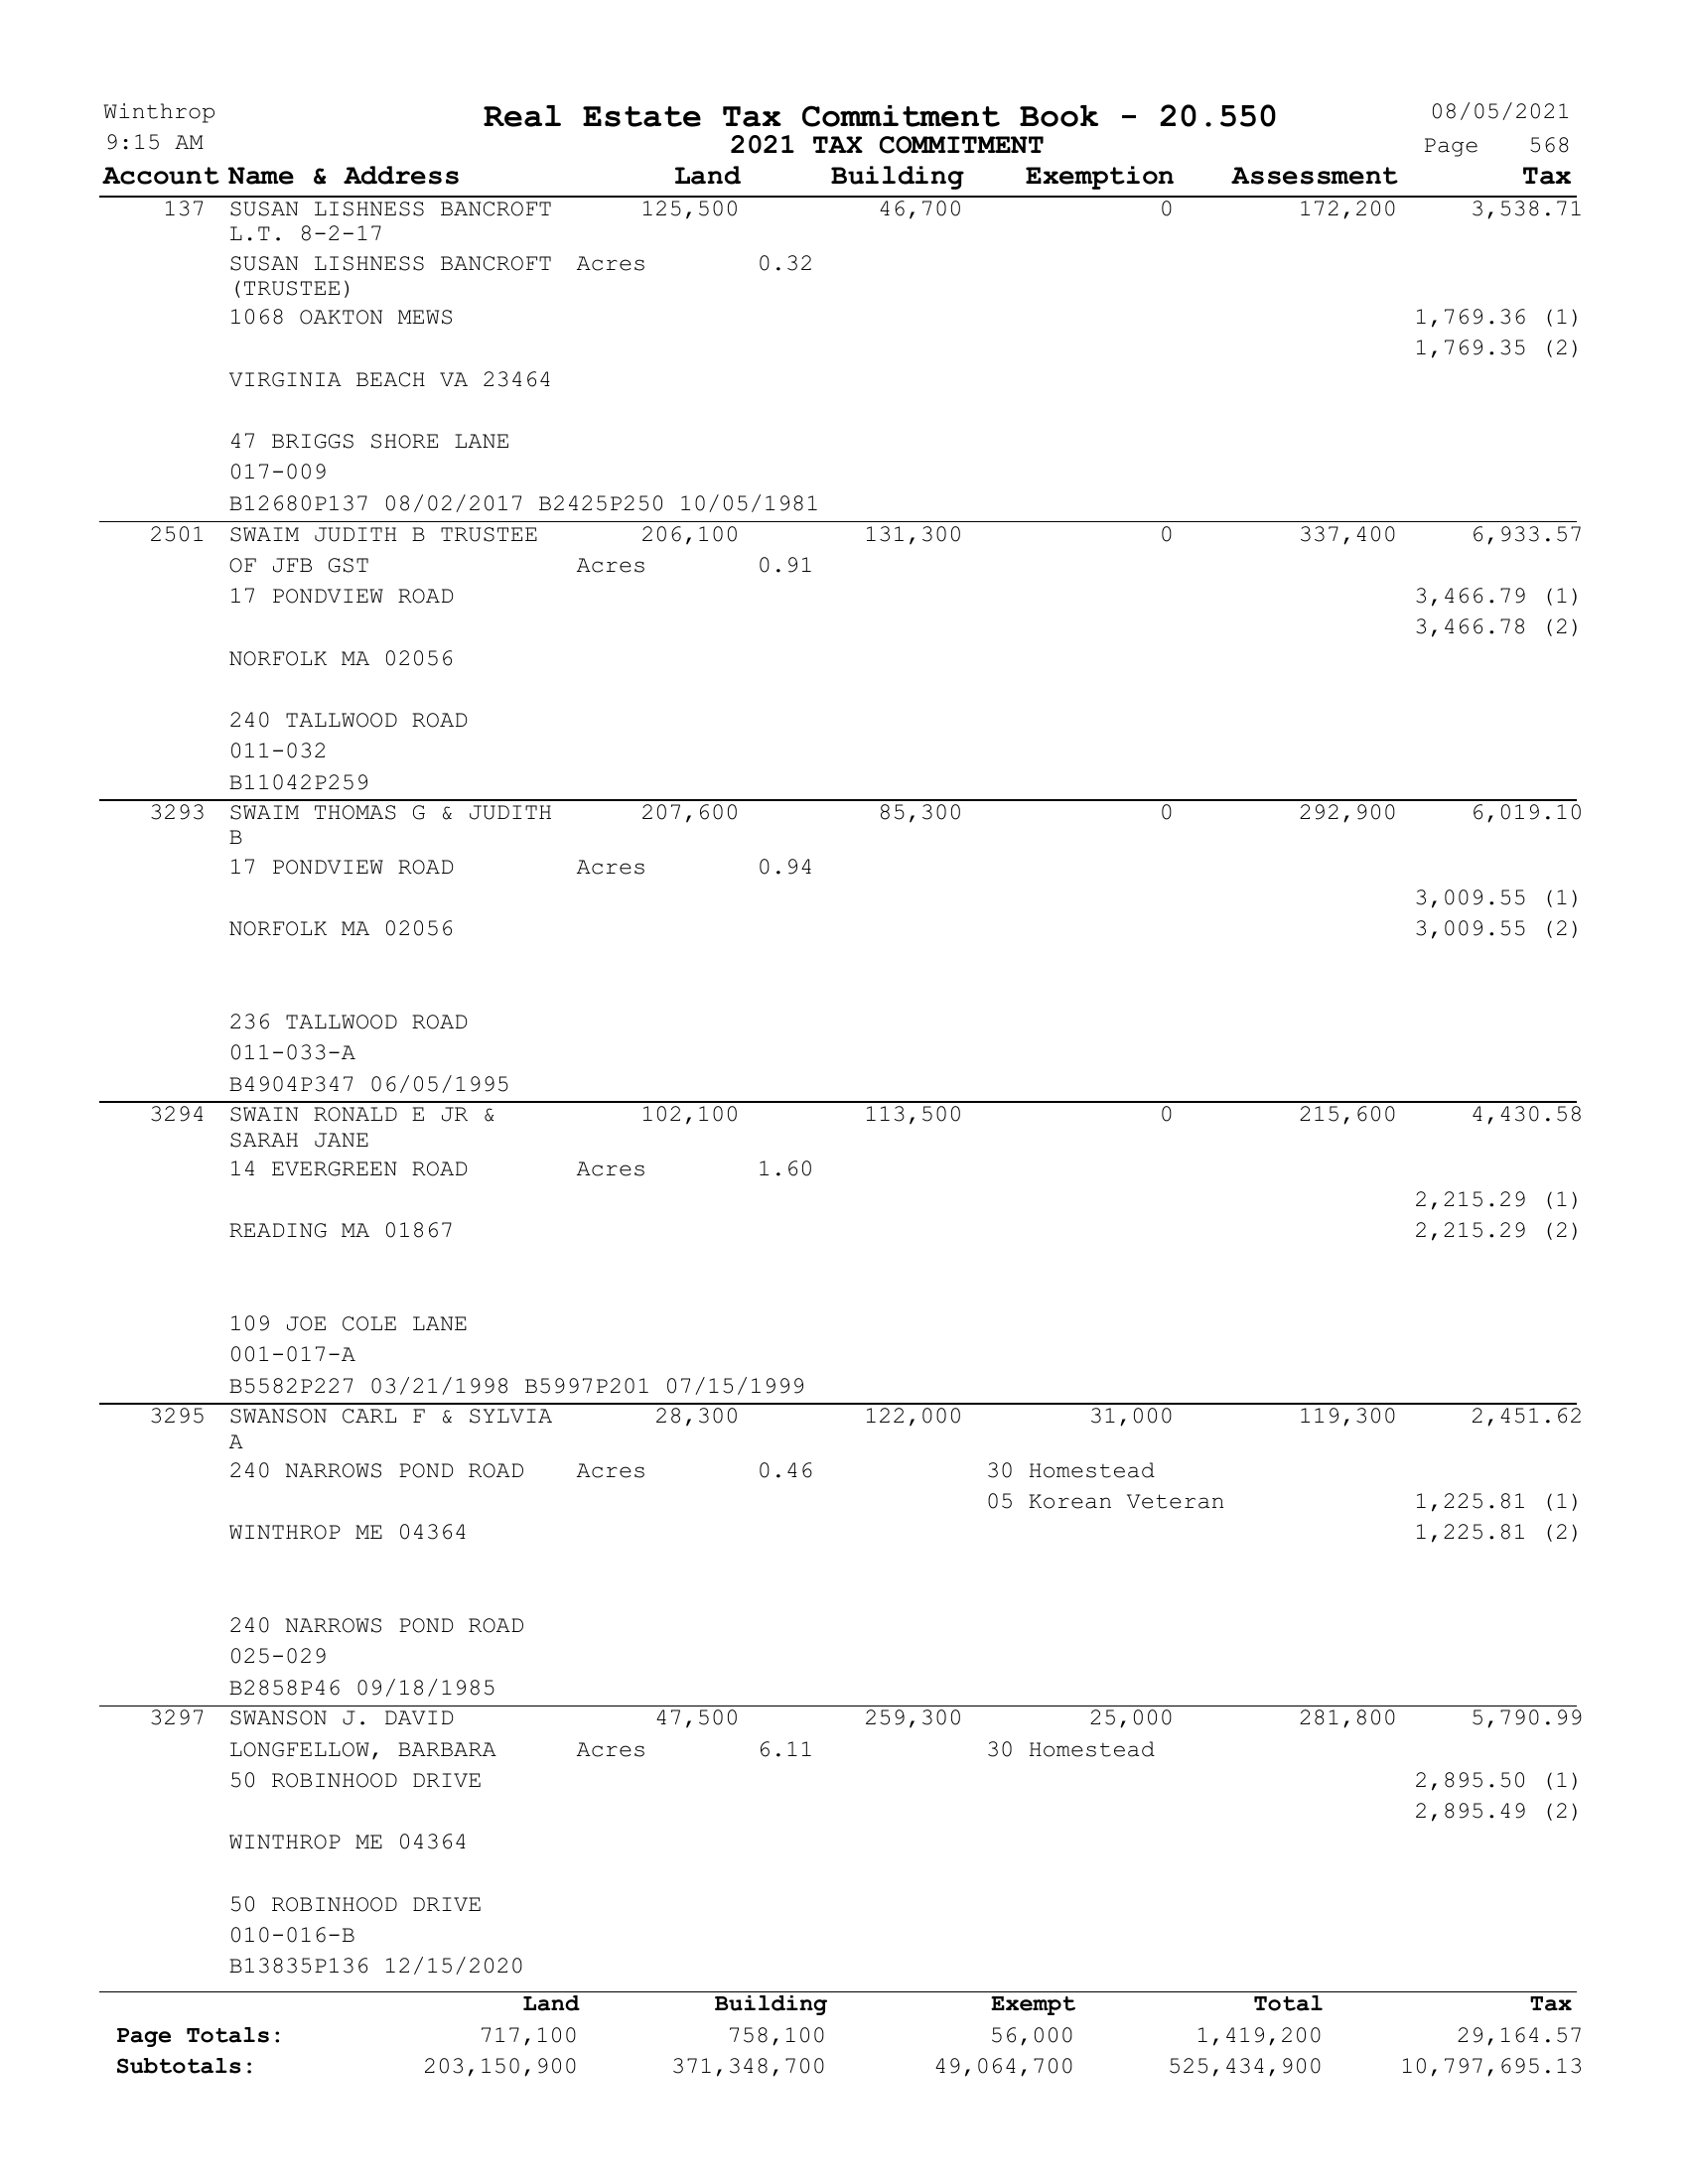 Winthrop Real Estate Tax Commitment Book - 20.550 08/05/2021
9:15 AM 2021 TAX COMMITMENT Page 568
Account Name & Address Land Building Exemption Assessment Tax
137 SUSAN LISHNESS BANCROFT 125,500 46,700 0 172,200 3,538.71
L.T. 8-2-17
SUSAN LISHNESS BANCROFT Acres 0.32
(TRUSTEE)
1068 OAKTON MEWS 1,769.36 (1)
1,769.35 (2)
VIRGINIA BEACH VA 23464
47 BRIGGS SHORE LANE
017-009
B12680P137 08/02/2017 B2425P250 10/05/1981
2501 SWAIM JUDITH B TRUSTEE 206,100 131,300 0 337,400 6,933.57
OF JFB GST Acres 0.91
17 PONDVIEW ROAD 3,466.79 (1)
3,466.78 (2)
NORFOLK MA 02056
240 TALLWOOD ROAD
011-032
B11042P259
3293 SWAIM THOMAS G & JUDITH 207,600 85,300 0 292,900 6,019.10
B
17 PONDVIEW ROAD Acres 0.94
3,009.55 (1)
NORFOLK MA 02056 3,009.55 (2)
236 TALLWOOD ROAD
011-033-A
B4904P347 06/05/1995
3294 SWAIN RONALD E JR & 102,100 113,500 0 215,600 4,430.58
SARAH JANE
14 EVERGREEN ROAD Acres 1.60
2,215.29 (1)
READING MA 01867 2,215.29 (2)
109 JOE COLE LANE
001-017-A
B5582P227 03/21/1998 B5997P201 07/15/1999
3295 SWANSON CARL F & SYLVIA 28,300 122,000 31,000 119,300 2,451.62
A
240 NARROWS POND ROAD Acres 0.46 30 Homestead
05 Korean Veteran 1,225.81 (1)
WINTHROP ME 04364 1,225.81 (2)
240 NARROWS POND ROAD
025-029
B2858P46 09/18/1985
3297 SWANSON J. DAVID 47,500 259,300 25,000 281,800 5,790.99
LONGFELLOW, BARBARA Acres 6.11 30 Homestead
50 ROBINHOOD DRIVE 2,895.50 (1)
2,895.49 (2)
WINTHROP ME 04364
50 ROBINHOOD DRIVE
010-016-B
B13835P136 12/15/2020
Land Building Exempt Total Tax
Page Totals: 717,100 758,100 56,000 1,419,200 29,164.57
Subtotals: 203,150,900 371,348,700 49,064,700 525,434,900 10,797,695.13